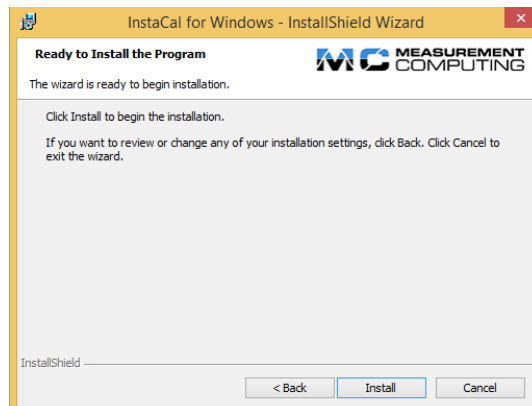 InstaCal for Windows - InstallShield Wizard
Ready to Install the Program
The wizard is ready to begin installation.
MC MEASUREMENT
COMPUTING
Click Install to begin the installation.
If you want to review or change any of your installation settings, click Back. Click Cancel to
exit the wizard.
InstallShield
< Back Install Cancel